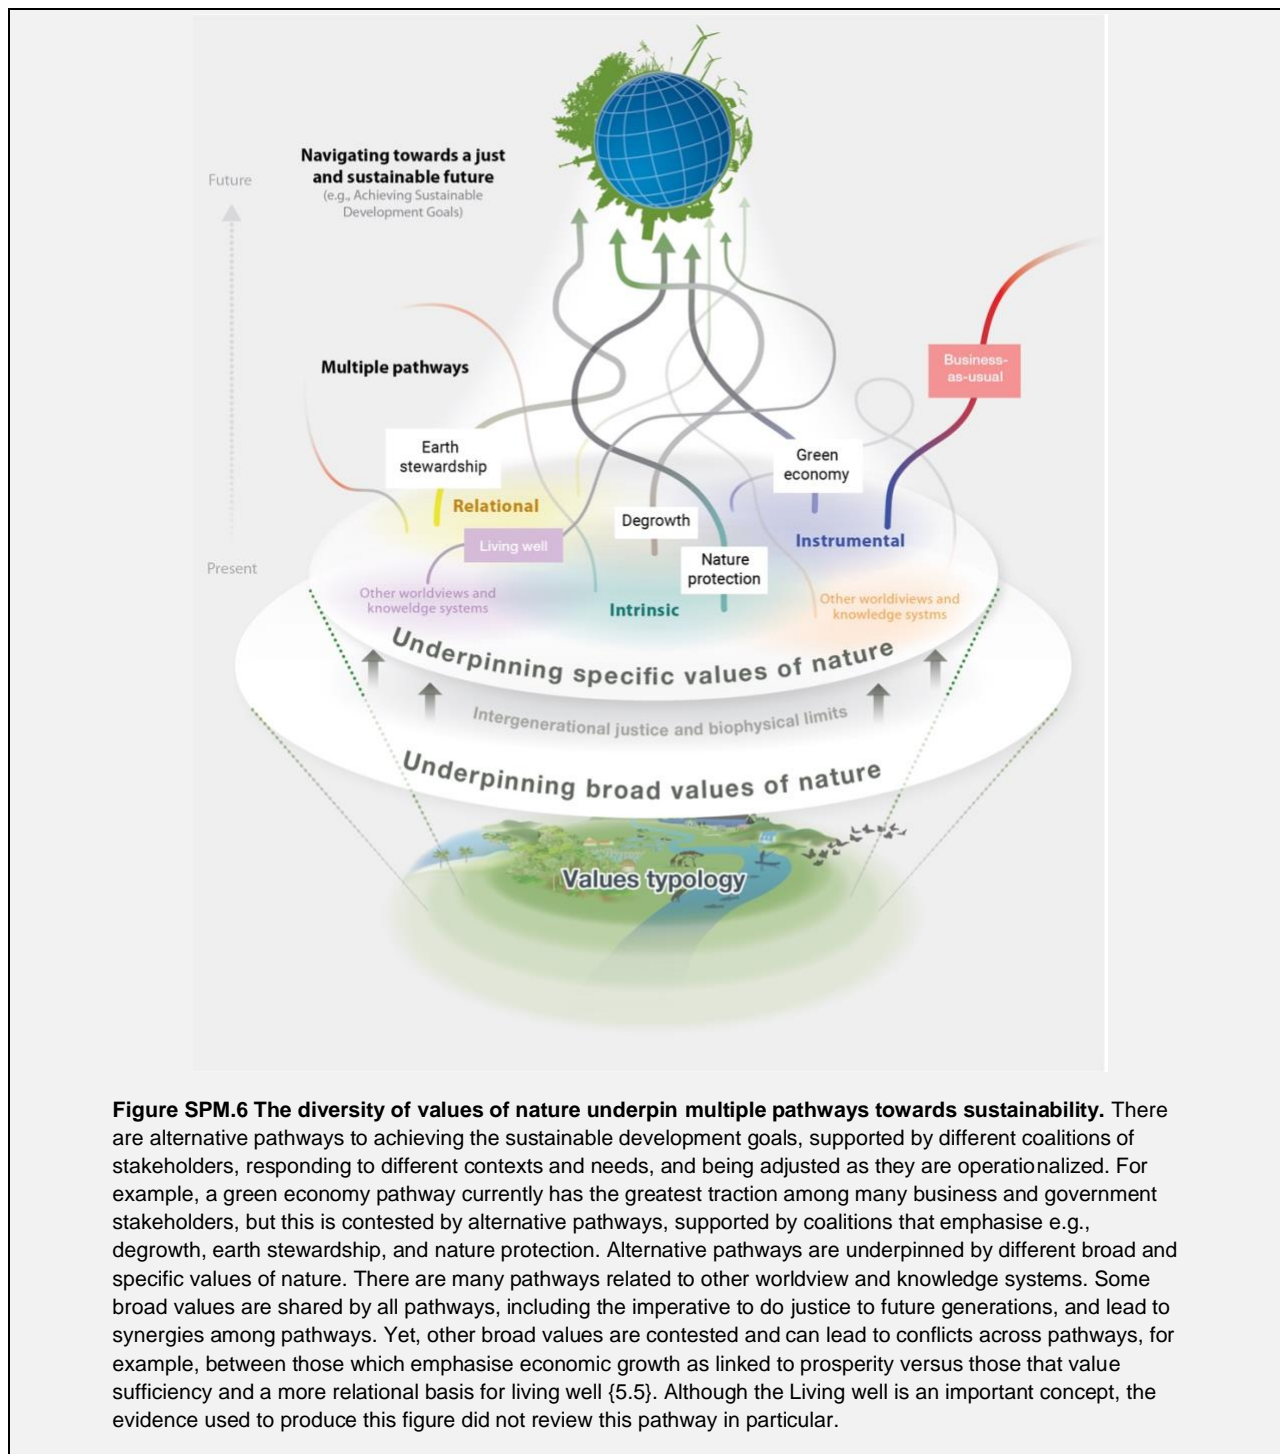 Navigating towards a just
and sustainable future
(e.g., Achieving Sustainable
Development Goals)
Future
Multiple pathways
Business-
as-usual
Earth
stewardship
Green
economy
Relational
Degrowth
Instrumental
Living well
Nature
protection
Present
Other worldviews and
knoweldge systems
Intrinsic
Other worldviews and
knowledge systms
Underpinning specific values of nature
Intergenerational justice and biophysical limits
Underpinning broad values of nature
Values typology
Figure SPM.6 The diversity of values of nature underpin multiple pathways towards sustainability. There
are alternative pathways to achieving the sustainable development goals, supported by different coalitions of
stakeholders, responding to different contexts and needs, and being adjusted as they are operationalized. For
example, a green economy pathway currently has the greatest traction among many business and government
stakeholders, but this is contested by alternative pathways, supported by coalitions that emphasise e.g.,
degrowth, earth stewardship, and nature protection. Alternative pathways are underpinned by different broad and
specific values of nature. There are many pathways related to other worldview and knowledge systems. Some
broad values are shared by all pathways, including the imperative to do justice to future generations, and lead to
synergies among pathways. Yet, other broad values are contested and can lead to conflicts across pathways, for
example, between those which emphasise economic growth as linked to prosperity versus those that value
sufficiency and a more relational basis for living well {5.5}. Although the Living well is an important concept, the
evidence used to produce this figure did not review this pathway in particular.